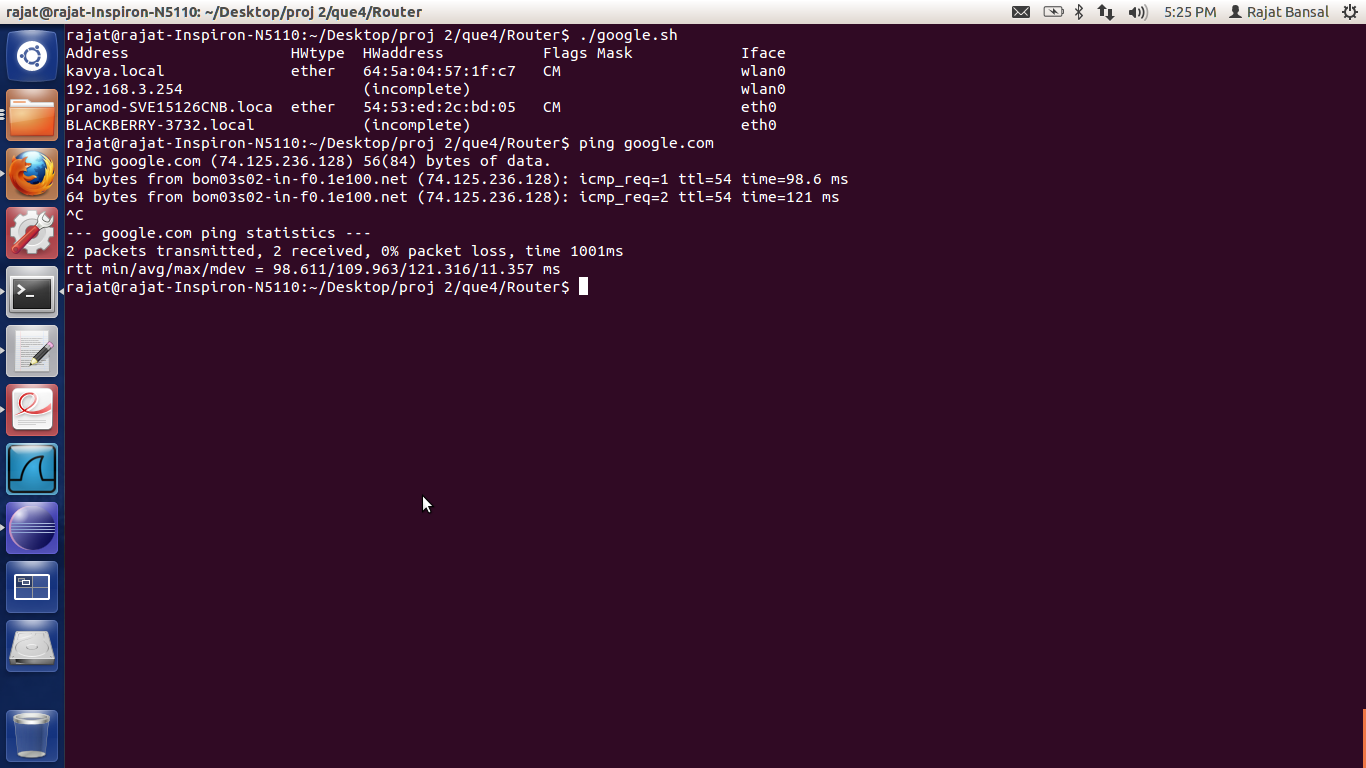 rajat@rajat-Inspiron-N5110: ~/Desktop/proj 2/que4/Router 5:25 PM Rajat Bansal
rajat@rajat-Inspiron-N5110:~/Desktop/proj 2/que4/Router$ ./google.sh
Address                  HWtype  HWaddress           Flags Mask            Iface
kavya.local              ether   64:5a:04:57:1f:c7   CM                    wlan0
192.168.3.254                    (incomplete)                              wlan0
pramod-SVE15126CNB.loca  ether   54:53:ed:2c:bd:05   CM                    eth0
BLACKBERRY-3732.local            (incomplete)                              eth0
rajat@rajat-Inspiron-N5110:~/Desktop/proj 2/que4/Router$ ping google.com
PING google.com (74.125.236.128) 56(84) bytes of data.
64 bytes from bom03s02-in-f0.1e100.net (74.125.236.128): icmp_req=1 ttl=54 time=98.6 ms
64 bytes from bom03s02-in-f0.1e100.net (74.125.236.128): icmp_req=2 ttl=54 time=121 ms
^C
--- google.com ping statistics ---
2 packets transmitted, 2 received, 0% packet loss, time 1001ms
rtt min/avg/max/mdev = 98.611/109.963/121.316/11.357 ms
rajat@rajat-Inspiron-N5110:~/Desktop/proj 2/que4/Router$